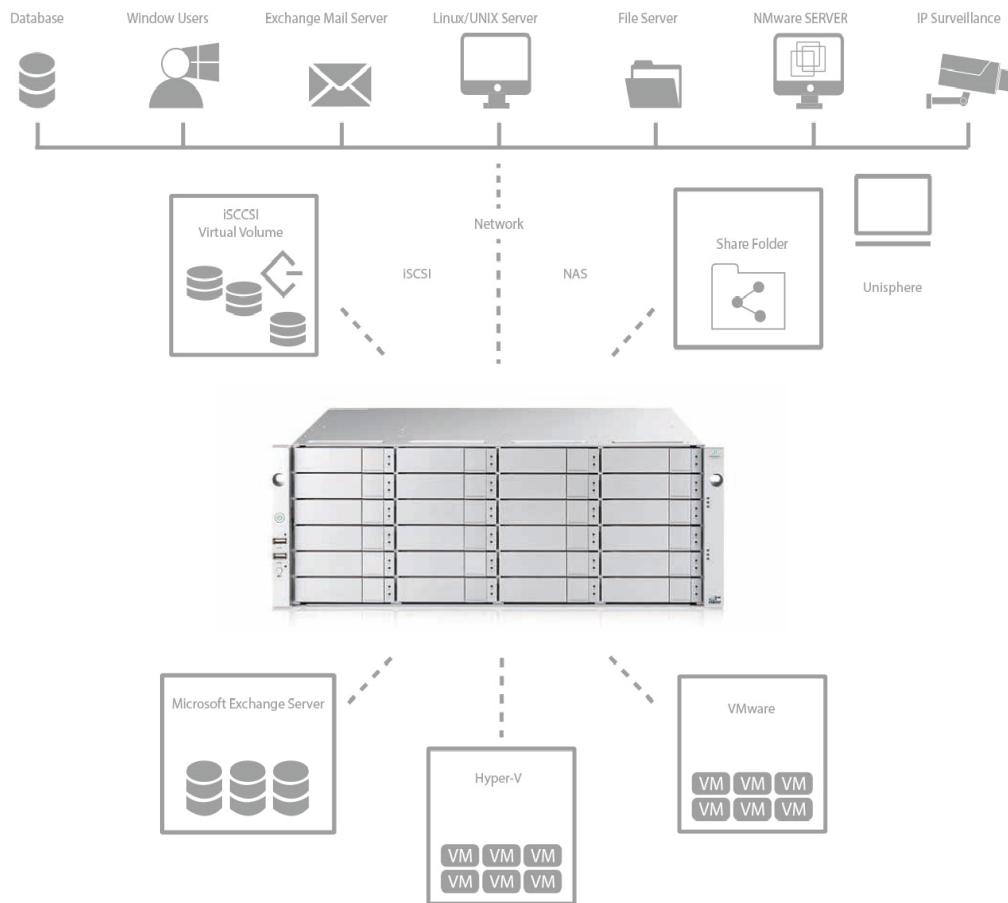 Database
Window Users
Exchange Mail Server
Linux/UNIX Server
File Server
NMware SERVER
IP Surveillance
iSCCSI
Virtual Volume
Network
iSCSI
NAS
Share Folder
Unisphere
Microsoft Exchange Server
Hyper-V
VM VM VM
VM VM VM
VMware
VM VM VM
VM VM VM